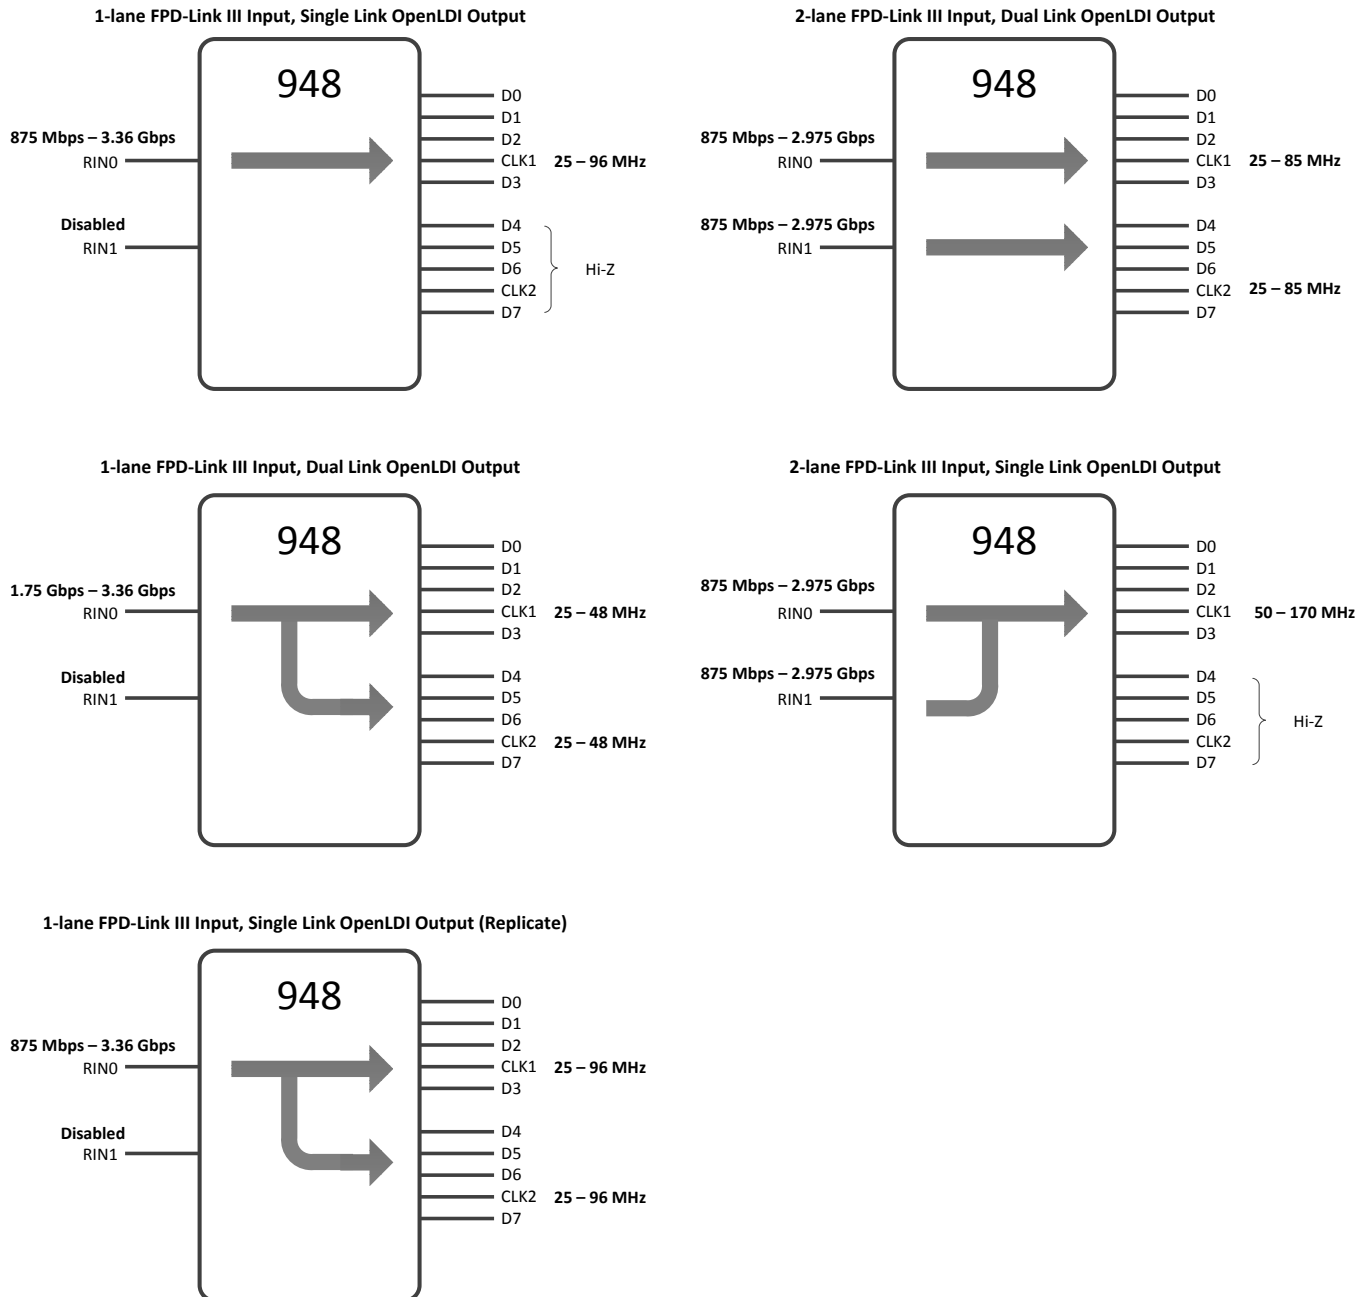 1-lane FPD-Link III Input, Single Link OpenLDI Output
948
875 Mbps – 3.36 Gbps
RIN0
Disabled
RIN1
D0
D1
D2
CLK1 25 – 96 MHz
D3
D4
D5
D6
CLK2
D7
Hi-Z
2-lane FPD-Link III Input, Dual Link OpenLDI Output
948
875 Mbps – 2.975 Gbps
RIN0
875 Mbps – 2.975 Gbps
RIN1
D0
D1
D2
CLK1 25 – 85 MHz
D3
D4
D5
D6
CLK2 25 – 85 MHz
D7
1-lane FPD-Link III Input, Dual Link OpenLDI Output
948
1.75 Gbps – 3.36 Gbps
RIN0
Disabled
RIN1
D0
D1
D2
CLK1 25 – 48 MHz
D3
D4
D5
D6
CLK2 25 – 48 MHz
D7
2-lane FPD-Link III Input, Single Link OpenLDI Output
948
875 Mbps – 2.975 Gbps
RIN0
875 Mbps – 2.975 Gbps
RIN1
D0
D1
D2
CLK1 50 – 170 MHz
D3
D4
D5
D6
CLK2
D7
Hi-Z
1-lane FPD-Link III Input, Single Link OpenLDI Output (Replicate)
948
875 Mbps – 3.36 Gbps
RIN0
Disabled
RIN1
D0
D1
D2
CLK1 25 – 96 MHz
D3
D4
D5
D6
CLK2 25 – 96 MHz
D7